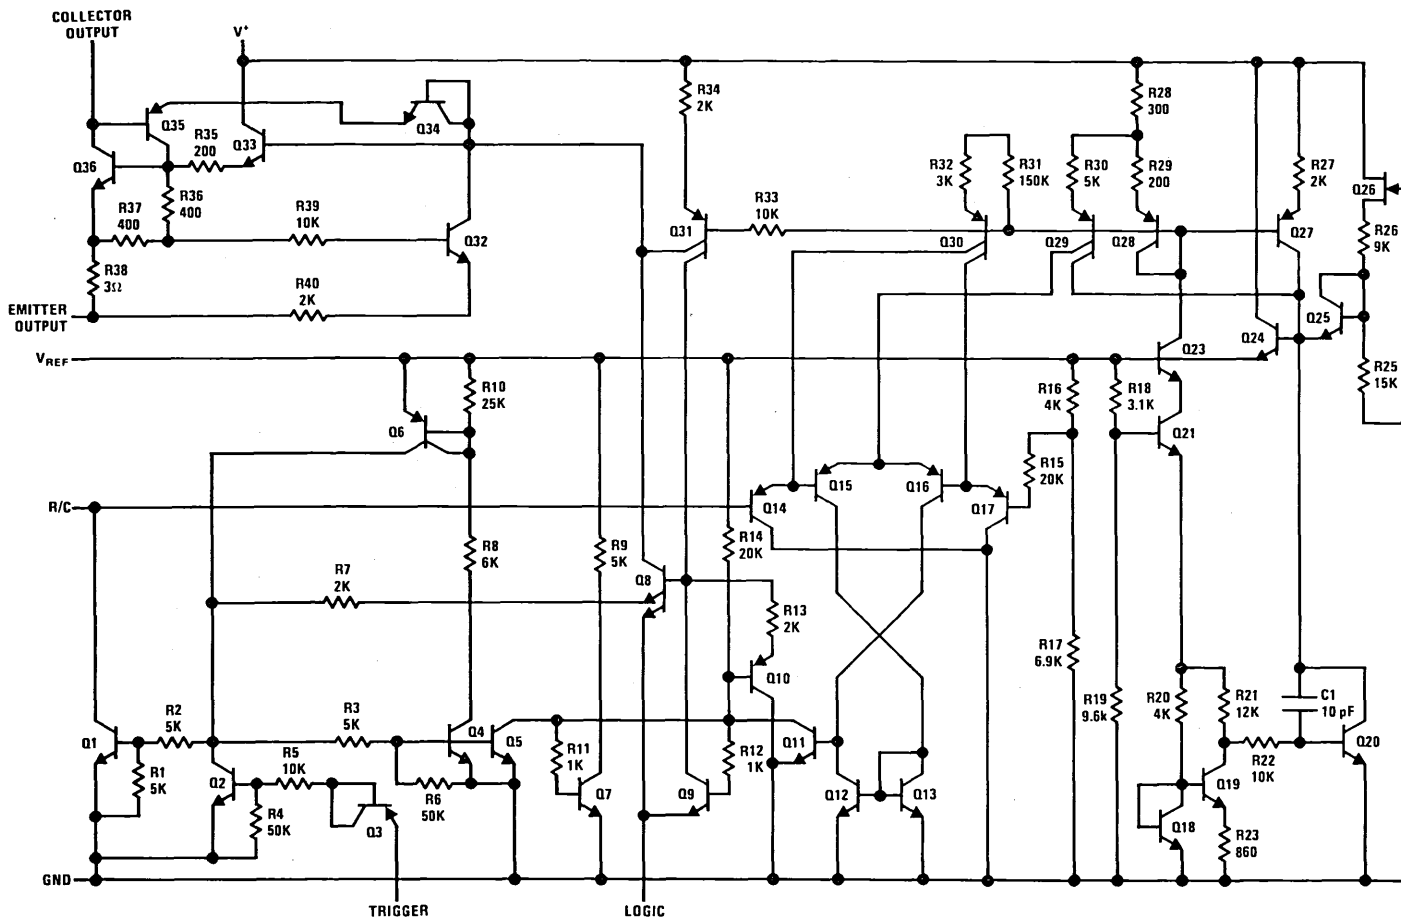 COLLECTOR
OUTPUT
V+
R34
2K
R28
300
Q35
R35
200
Q33
Q34
Q36
R36
400
R37
400
R39
10K
Q32
R38
3Ω
R40
2K
EMITTER
OUTPUT
Q31
R33
10K
R32
3K
R31
150K
R30
5K
R29
200
R27
2K
Q26
R26
9K
Q30
Q29
Q28
Q27
Q25
Q24
R25
15K
VREF
Q23
R10
25K
Q6
R16
4K
R18
3.1K
Q21
R15
20K
R/C
Q14
Q15
Q16
Q17
R8
6K
R9
5K
R14
20K
R7
2K
Q8
R13
2K
R17
6.9K
Q10
R19
9.6k
R20
4K
R21
12K
C1
10 pF
R2
5K
R3
5K
Q1
Q4
Q5
Q11
R22
10K
Q20
R1
5K
Q2
R5
10K
R4
50K
Q3
R6
50K
R11
1K
Q7
R12
1K
Q9
Q12
Q13
Q19
Q18
R23
860
GND
TRIGGER
LOGIC